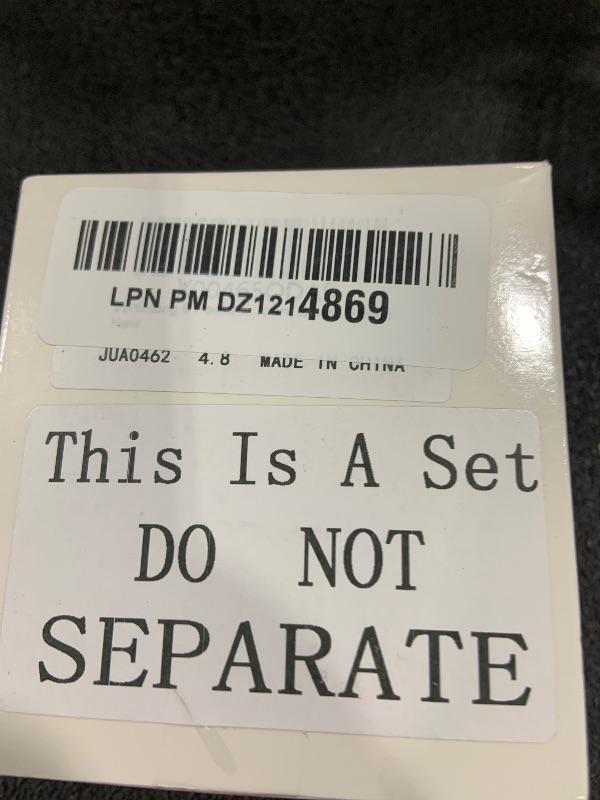 LPN PM DZ1214869
JUA0462 4.8 MADE IN CHINA
This Is A Set
DO NOT
SEPARATE